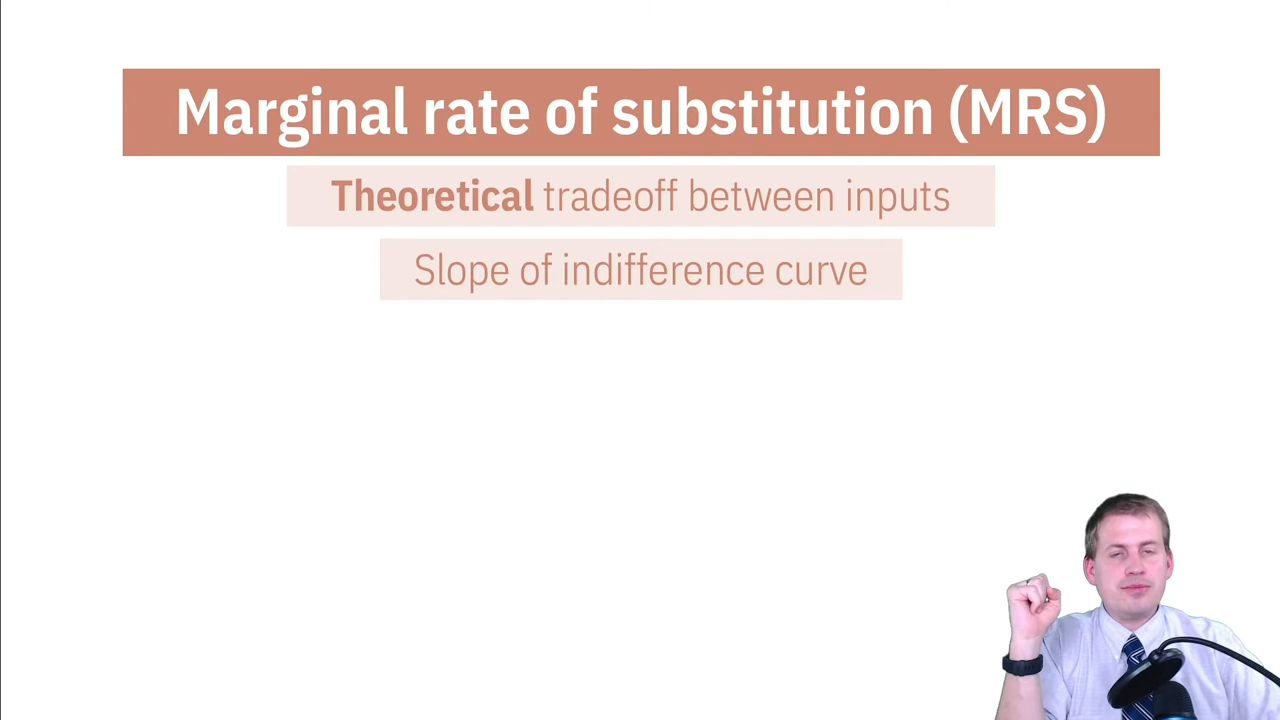 Marginal rate of substitution (MRS)
Theoretical tradeoff between inputs
Slope of indifference curve